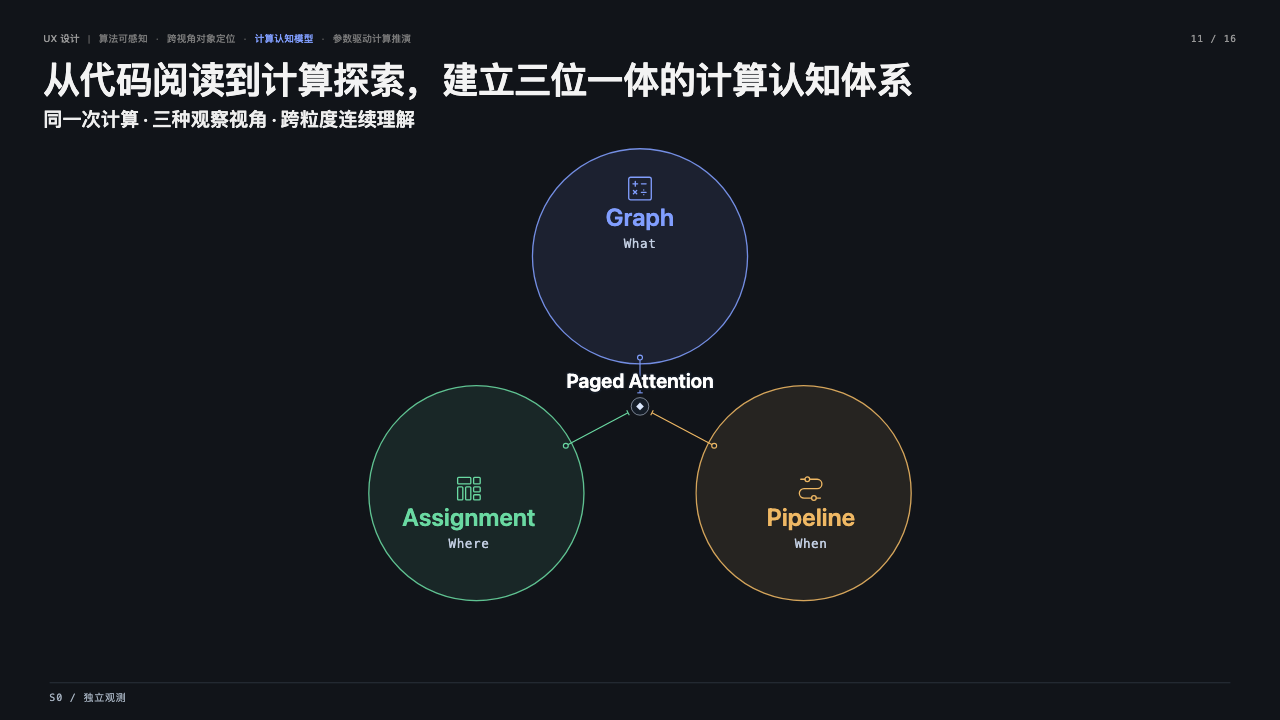 UX 设计 | 算法可感知 · 跨视角对象定位 · 计算认知模型 · 参数驱动计算推演
11 / 16
从代码阅读到计算探索，建立三位一体的计算认知体系
同一次计算 · 三种观察视角 · 跨粒度连续理解
Graph
What
Paged Attention
Assignment
Where
Pipeline
When
S0 / 独立观测